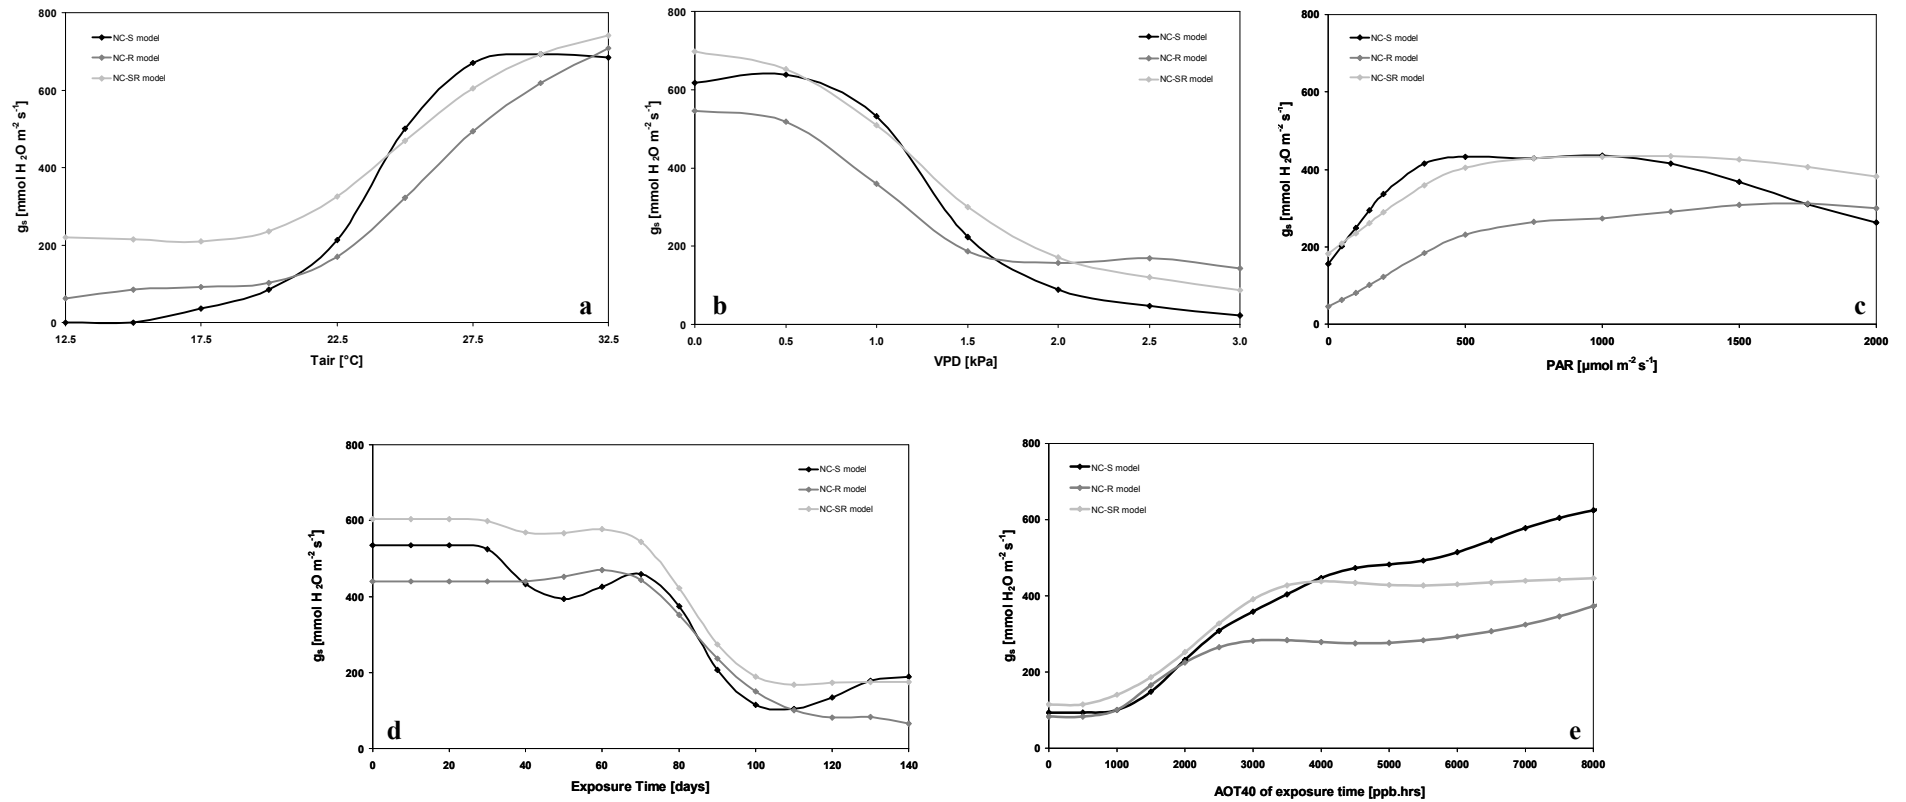 800
600
400
200
0
gs [mmol H2O m-2 s-1]
NC-S model
NC-R model
NC-SR model
a
12.5 17.5 22.5 27.5 32.5
Tair [°C]
800
600
400
200
0
gs [mmol H2O m-2 s-1]
NC-S model
NC-R model
NC-SR model
b
0.0 0.5 1.0 1.5 2.0 2.5 3.0
VPD [kPa]
800
600
400
200
0
gs [mmol H2O m-2 s-1]
NC-S model
NC-R model
NC-SR model
c
0 500 1000 1500 2000
PAR [µmol m-2 s-1]
800
600
400
200
0
gs [mmol H2O m-2 s-1]
NC-S model
NC-R model
NC-SR model
d
0 20 40 60 80 100 120 140
Exposure Time [days]
800
600
400
200
0
gs [mmol H2O m-2 s-1]
NC-S model
NC-R model
NC-SR model
e
0 1000 2000 3000 4000 5000 6000 7000 8000
AOT40 of exposure time [ppb.hrs]